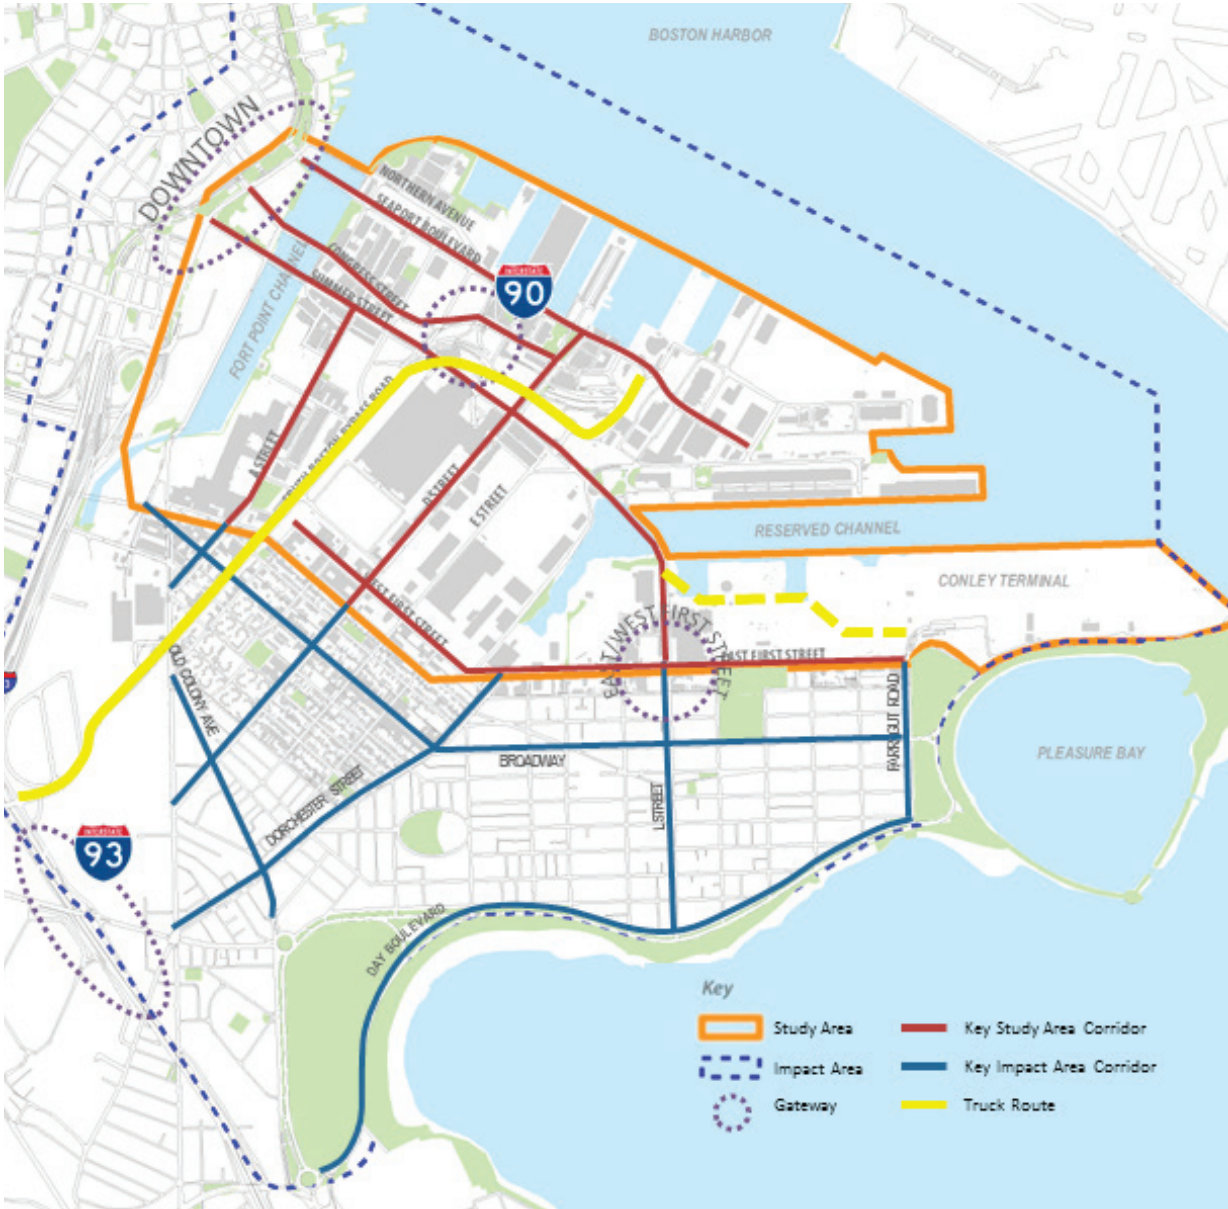 BOSTON HARBOR
DOWNTOWN
NORTHERN AVENUE
SEAPORT BOULEVARD
CONGRESS STREET
SUMMER STREET
FORT POINT CHANNEL
INTERSTATE
90
A STREET
SOUTH BOSTON BYPASS ROAD
D STREET
E STREET
RESERVED CHANNEL
CONLEY TERMINAL
WEST FIRST STREET
EAST/WEST FIRST STREET
EAST FIRST STREET
OLD COLONY AVE
FARRGUT ROAD
BROADWAY
PLEASURE BAY
DORCHESTER STREET
L STREET
INTERSTATE
93
DAY BOULEVARD
Key
Study Area
Key Study Area Corridor
Impact Area
Key Impact Area Corridor
Gateway
Truck Route